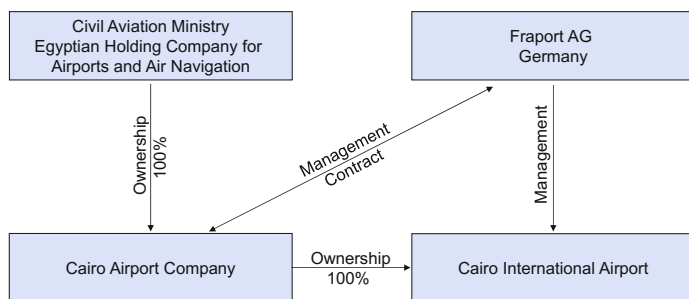 Civil Aviation Ministry
Egyptian Holding Company for
Airports and Air Navigation
Fraport AG
Germany
Ownership
100%
Management
Contract
Management
Cairo Airport Company
Ownership
100%
Cairo International Airport